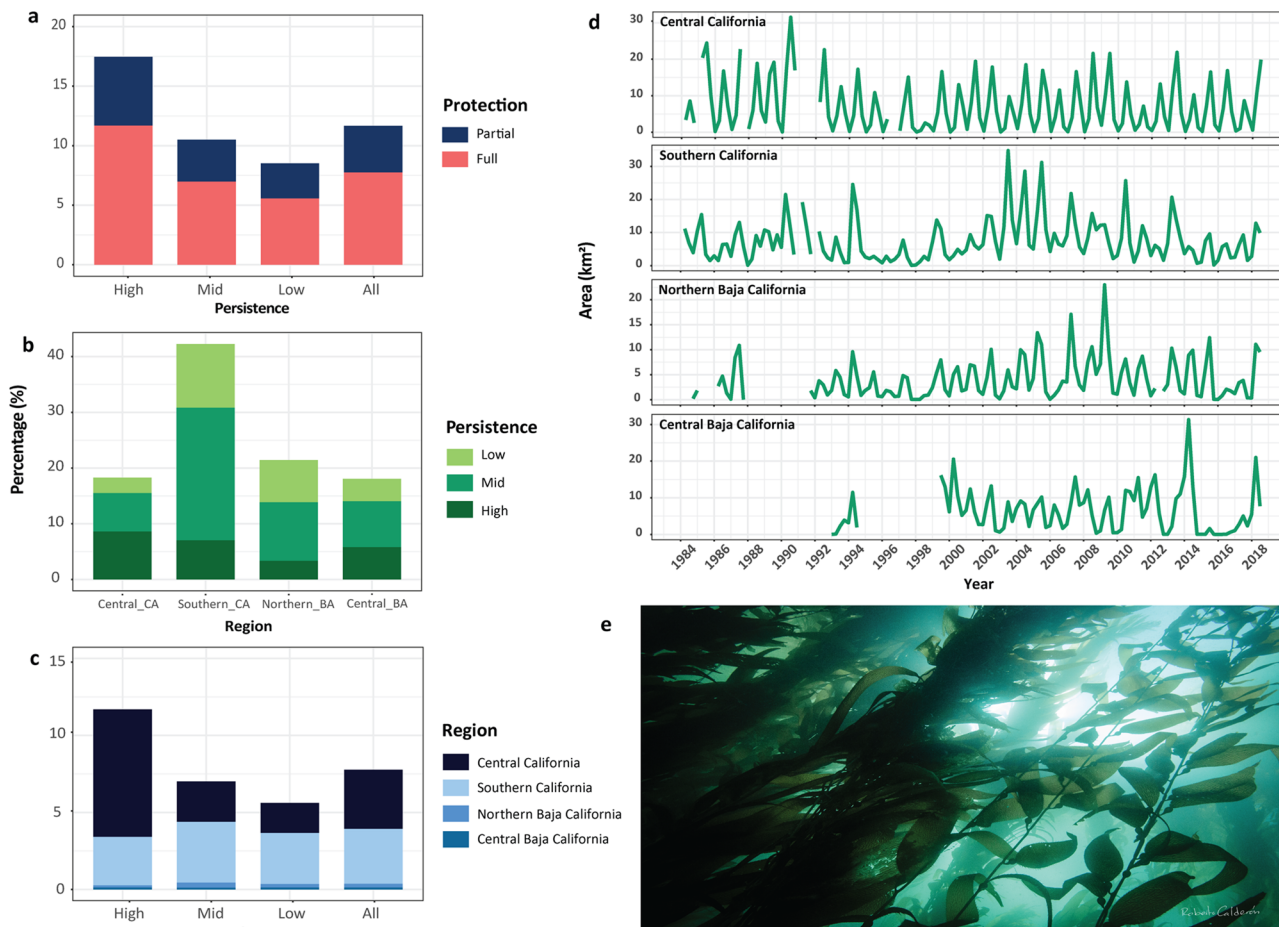 a
20
15
10
5
0
High Mid Low All
Persistence
Protection
Partial
Full
b
Percentage (%)
40
30
20
10
0
Central_CA Southern_CA Northern_BA Central_BA
Region
Persistence
Low
Mid
High
c
15
10
5
0
High Mid Low All
Region
Central California
Southern California
Northern Baja California
Central Baja California
d
Area (km²)
Central California
30
20
10
0
Southern California
30
20
10
0
Northern Baja California
20
15
10
5
0
Central Baja California
30
20
10
0
1984 1986 1988 1990 1992 1994 1996 1998 2000 2002 2004 2006 2008 2010 2012 2014 2016 2018
Year
e
Roberto Calderón